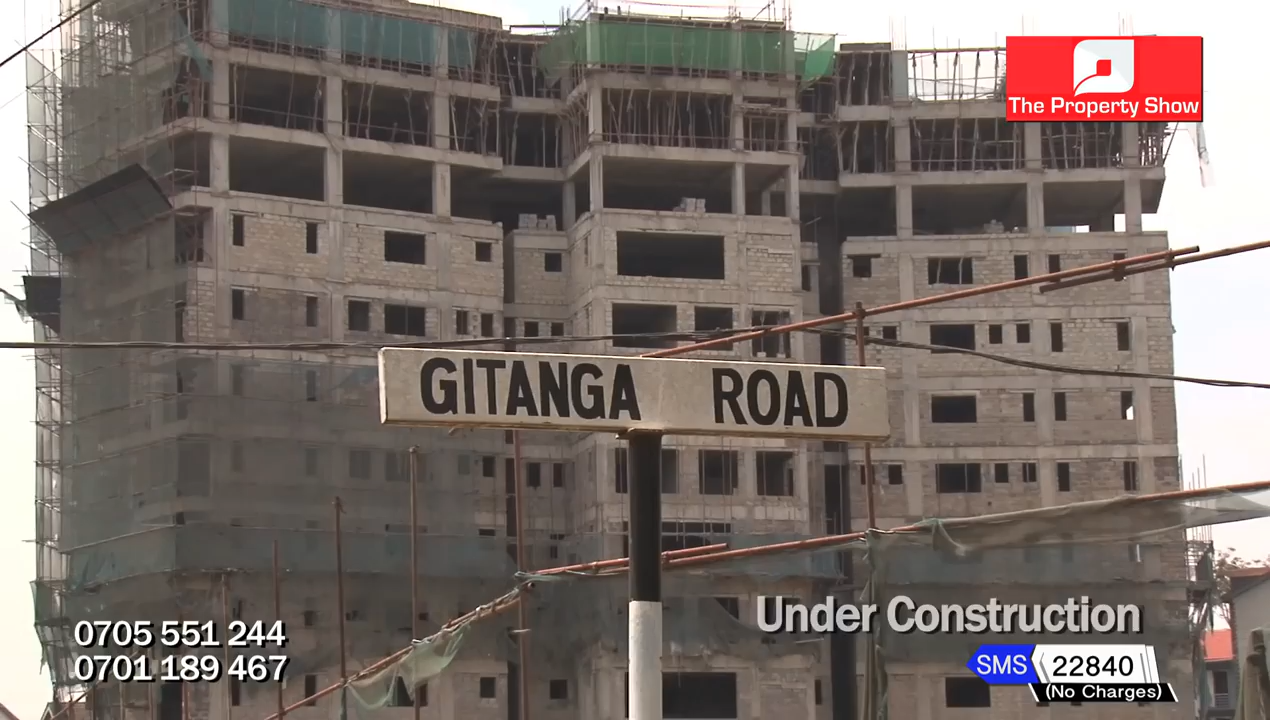 The Property Show
GITANGA ROAD
Under Construction
0705 551 244
0701 189 467
SMS 22840
(No Charges)